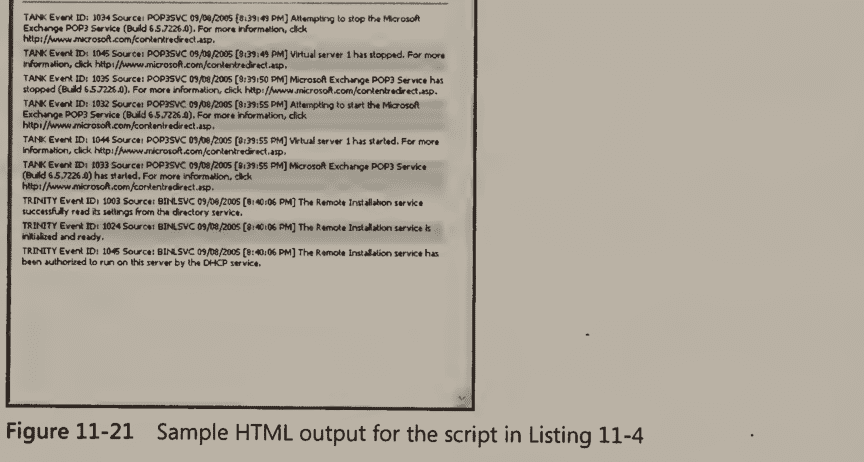 TANK Event ID: 1034 Source: POP3SVC 09/08/2005 [8:39:49 PM] Attempting to stop the Microsoft
Exchange POP3 Service (Build 6.5.7226.0). For more information, click
http://www.microsoft.com/contentredirect.asp.
TANK Event ID: 1045 Source: POP3SVC 09/08/2005 [8:39:49 PM] Virtual server 1 has stopped. For more
information, click http://www.microsoft.com/contentredirect.asp.
TANK Event ID: 1035 Source: POP3SVC 09/08/2005 [8:39:50 PM] Microsoft Exchange POP3 Service has
stopped (Build 6.5.7226.0). For more information, click http://www.microsoft.com/contentredirect.asp.
TANK Event ID: 1032 Source: POP3SVC 09/08/2005 [8:39:55 PM] Attempting to start the Microsoft
Exchange POP3 Service (Build 6.5.7226.0). For more information, click
http://www.microsoft.com/contentredirect.asp.
TANK Event ID: 1044 Source: POP3SVC 09/08/2005 [8:39:55 PM] Virtual server 1 has started. For more
information, click http://www.microsoft.com/contentredirect.asp.
TANK Event ID: 1033 Source: POP3SVC 09/08/2005 [8:39:55 PM] Microsoft Exchange POP3 Service
(Build 6.5.7226.0) has started. For more information, click
http://www.microsoft.com/contentredirect.asp.
TRINITY Event ID: 1003 Source: BINLSVC 09/08/2005 [8:40:06 PM] The Remote Installation service
successfully read its settings from the directory service.
TRINITY Event ID: 1024 Source: BINLSVC 09/08/2005 [8:40:06 PM] The Remote Installation service is
initialized and ready.
TRINITY Event ID: 1045 Source: BINLSVC 09/08/2005 [8:40:06 PM] The Remote Installation service has
been authorized to run on this server by the DHCP service.
Figure 11-21 Sample HTML output for the script in Listing 11-4